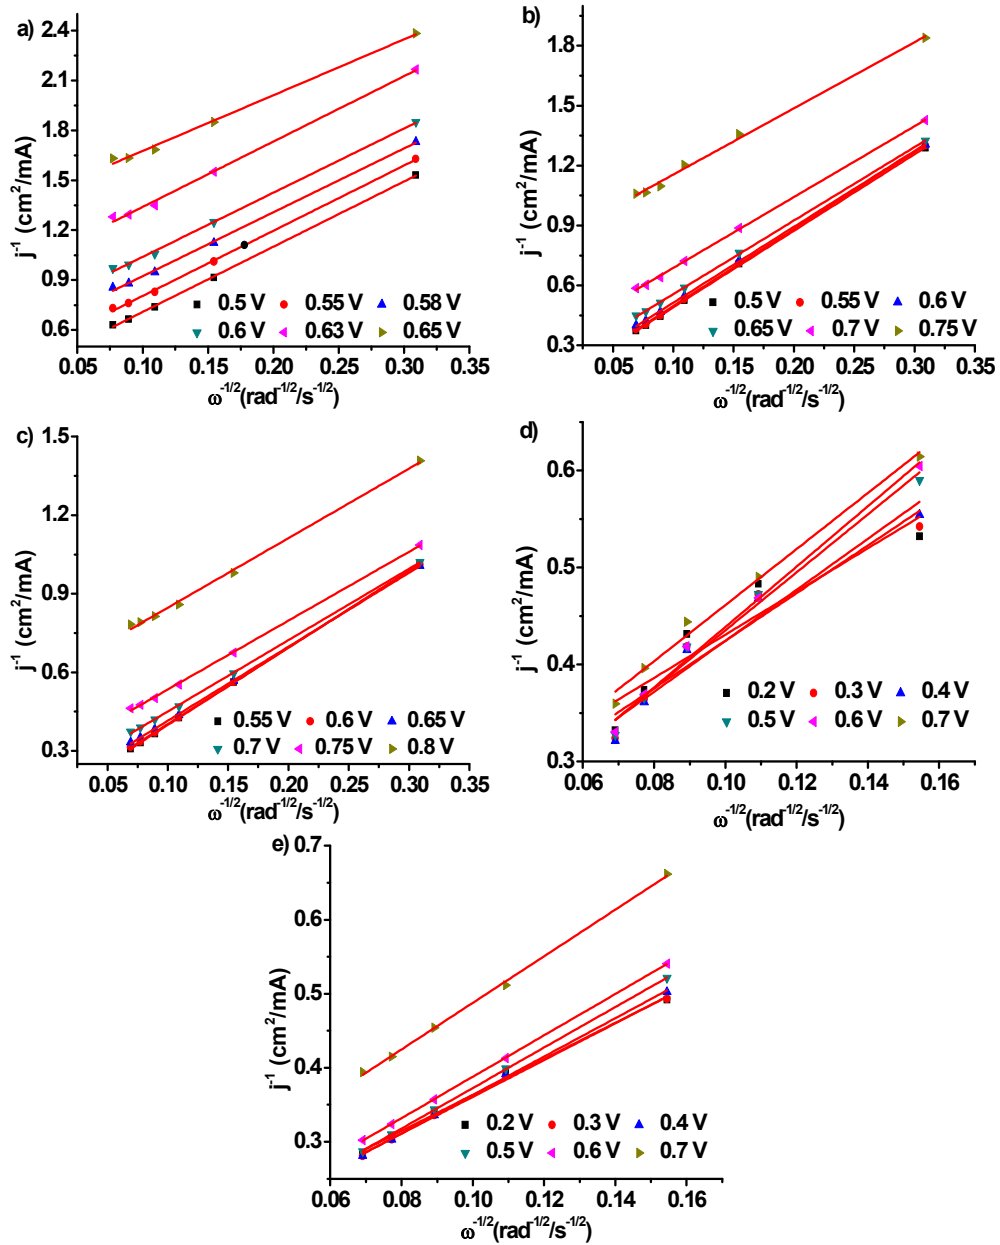 a)
2.4
2.1
1.8
1.5
1.2
0.9
0.6
j⁻¹ (cm²/mA)
0.5 V 0.55 V 0.58 V
0.6 V 0.63 V 0.65 V
0.05 0.10 0.15 0.20 0.25 0.30 0.35
ω⁻¹/²(rad⁻¹/²/s⁻¹/²)
b)
1.8
1.5
1.2
0.9
0.6
0.3
j⁻¹ (cm²/mA)
0.5 V 0.55 V 0.6 V
0.65 V 0.7 V 0.75 V
0.05 0.10 0.15 0.20 0.25 0.30 0.35
ω⁻¹/²(rad⁻¹/²/s⁻¹/²)
c)
1.5
1.2
0.9
0.6
0.3
j⁻¹ (cm²/mA)
0.55 V 0.6 V 0.65 V
0.7 V 0.75 V 0.8 V
0.05 0.10 0.15 0.20 0.25 0.30
ω⁻¹/²(rad⁻¹/²/s⁻¹/²)
d)
0.6
0.5
0.4
0.3
j⁻¹ (cm²/mA)
0.2 V 0.3 V 0.4 V
0.5 V 0.6 V 0.7 V
0.06 0.08 0.10 0.12 0.14 0.16
ω⁻¹/²(rad⁻¹/²/s⁻¹/²)
e)
0.7
0.6
0.5
0.4
0.3
j⁻¹ (cm²/mA)
0.2 V 0.3 V 0.4 V
0.5 V 0.6 V 0.7 V
0.06 0.08 0.10 0.12 0.14 0.16
ω⁻¹/²(rad⁻¹/²/s⁻¹/²)